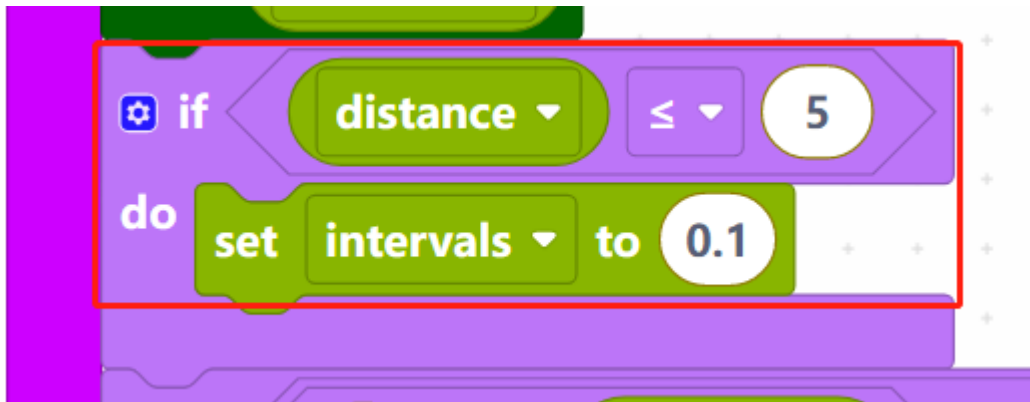 if distance ≤ 5
do set intervals to 0.1